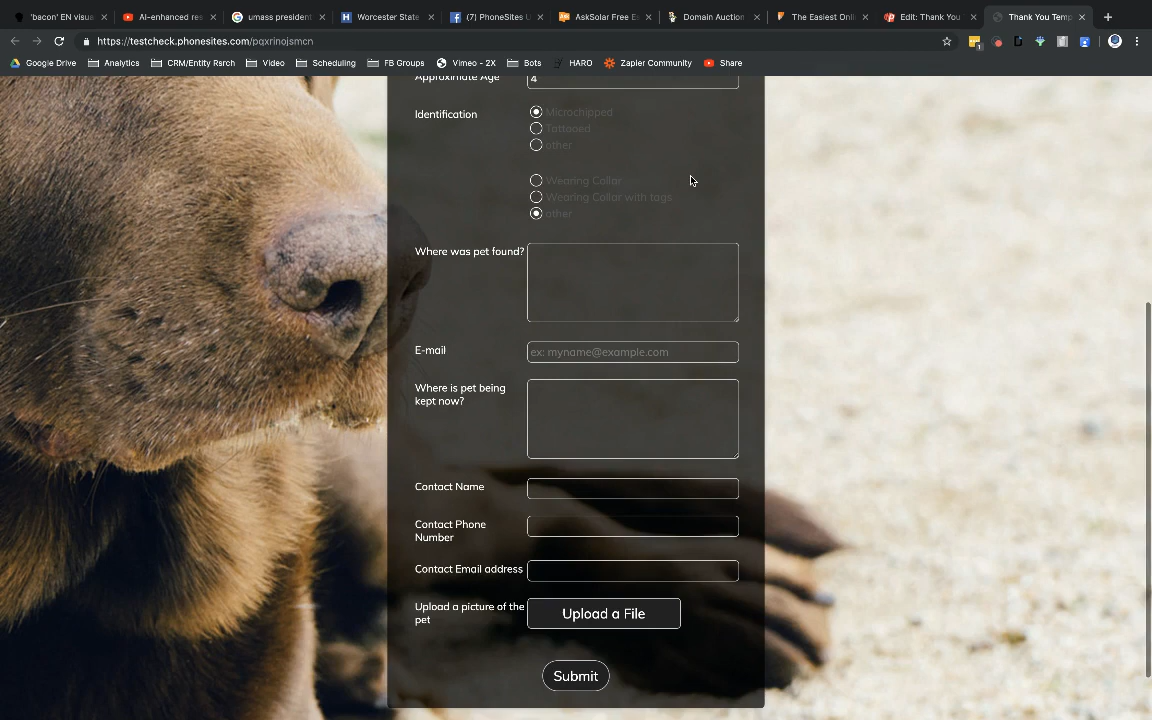 'bacon' EN visua
AI-enhanced res
umass president
Worcester State
(7) PhoneSites U
AskSolar Free Es
Domain Auction
The Easiest Onli
Edit: Thank You
Thank You Temp
https://testcheck.phonesites.com/pqxrinojsmcn
Google Drive
Analytics
CRM/Entity Rsrch
Video
Scheduling
FB Groups
Vimeo - 2X
Bots
HARO
Zapier Community
Share
Approximate Age
4
Identification
Microchipped
Tattooed
other
Wearing Collar
Wearing Collar with tags
other
Where was pet found?
E-mail
ex: myname@example.com
Where is pet being
kept now?
Contact Name
Contact Phone
Number
Contact Email address
Upload a picture of the
pet
Upload a File
Submit